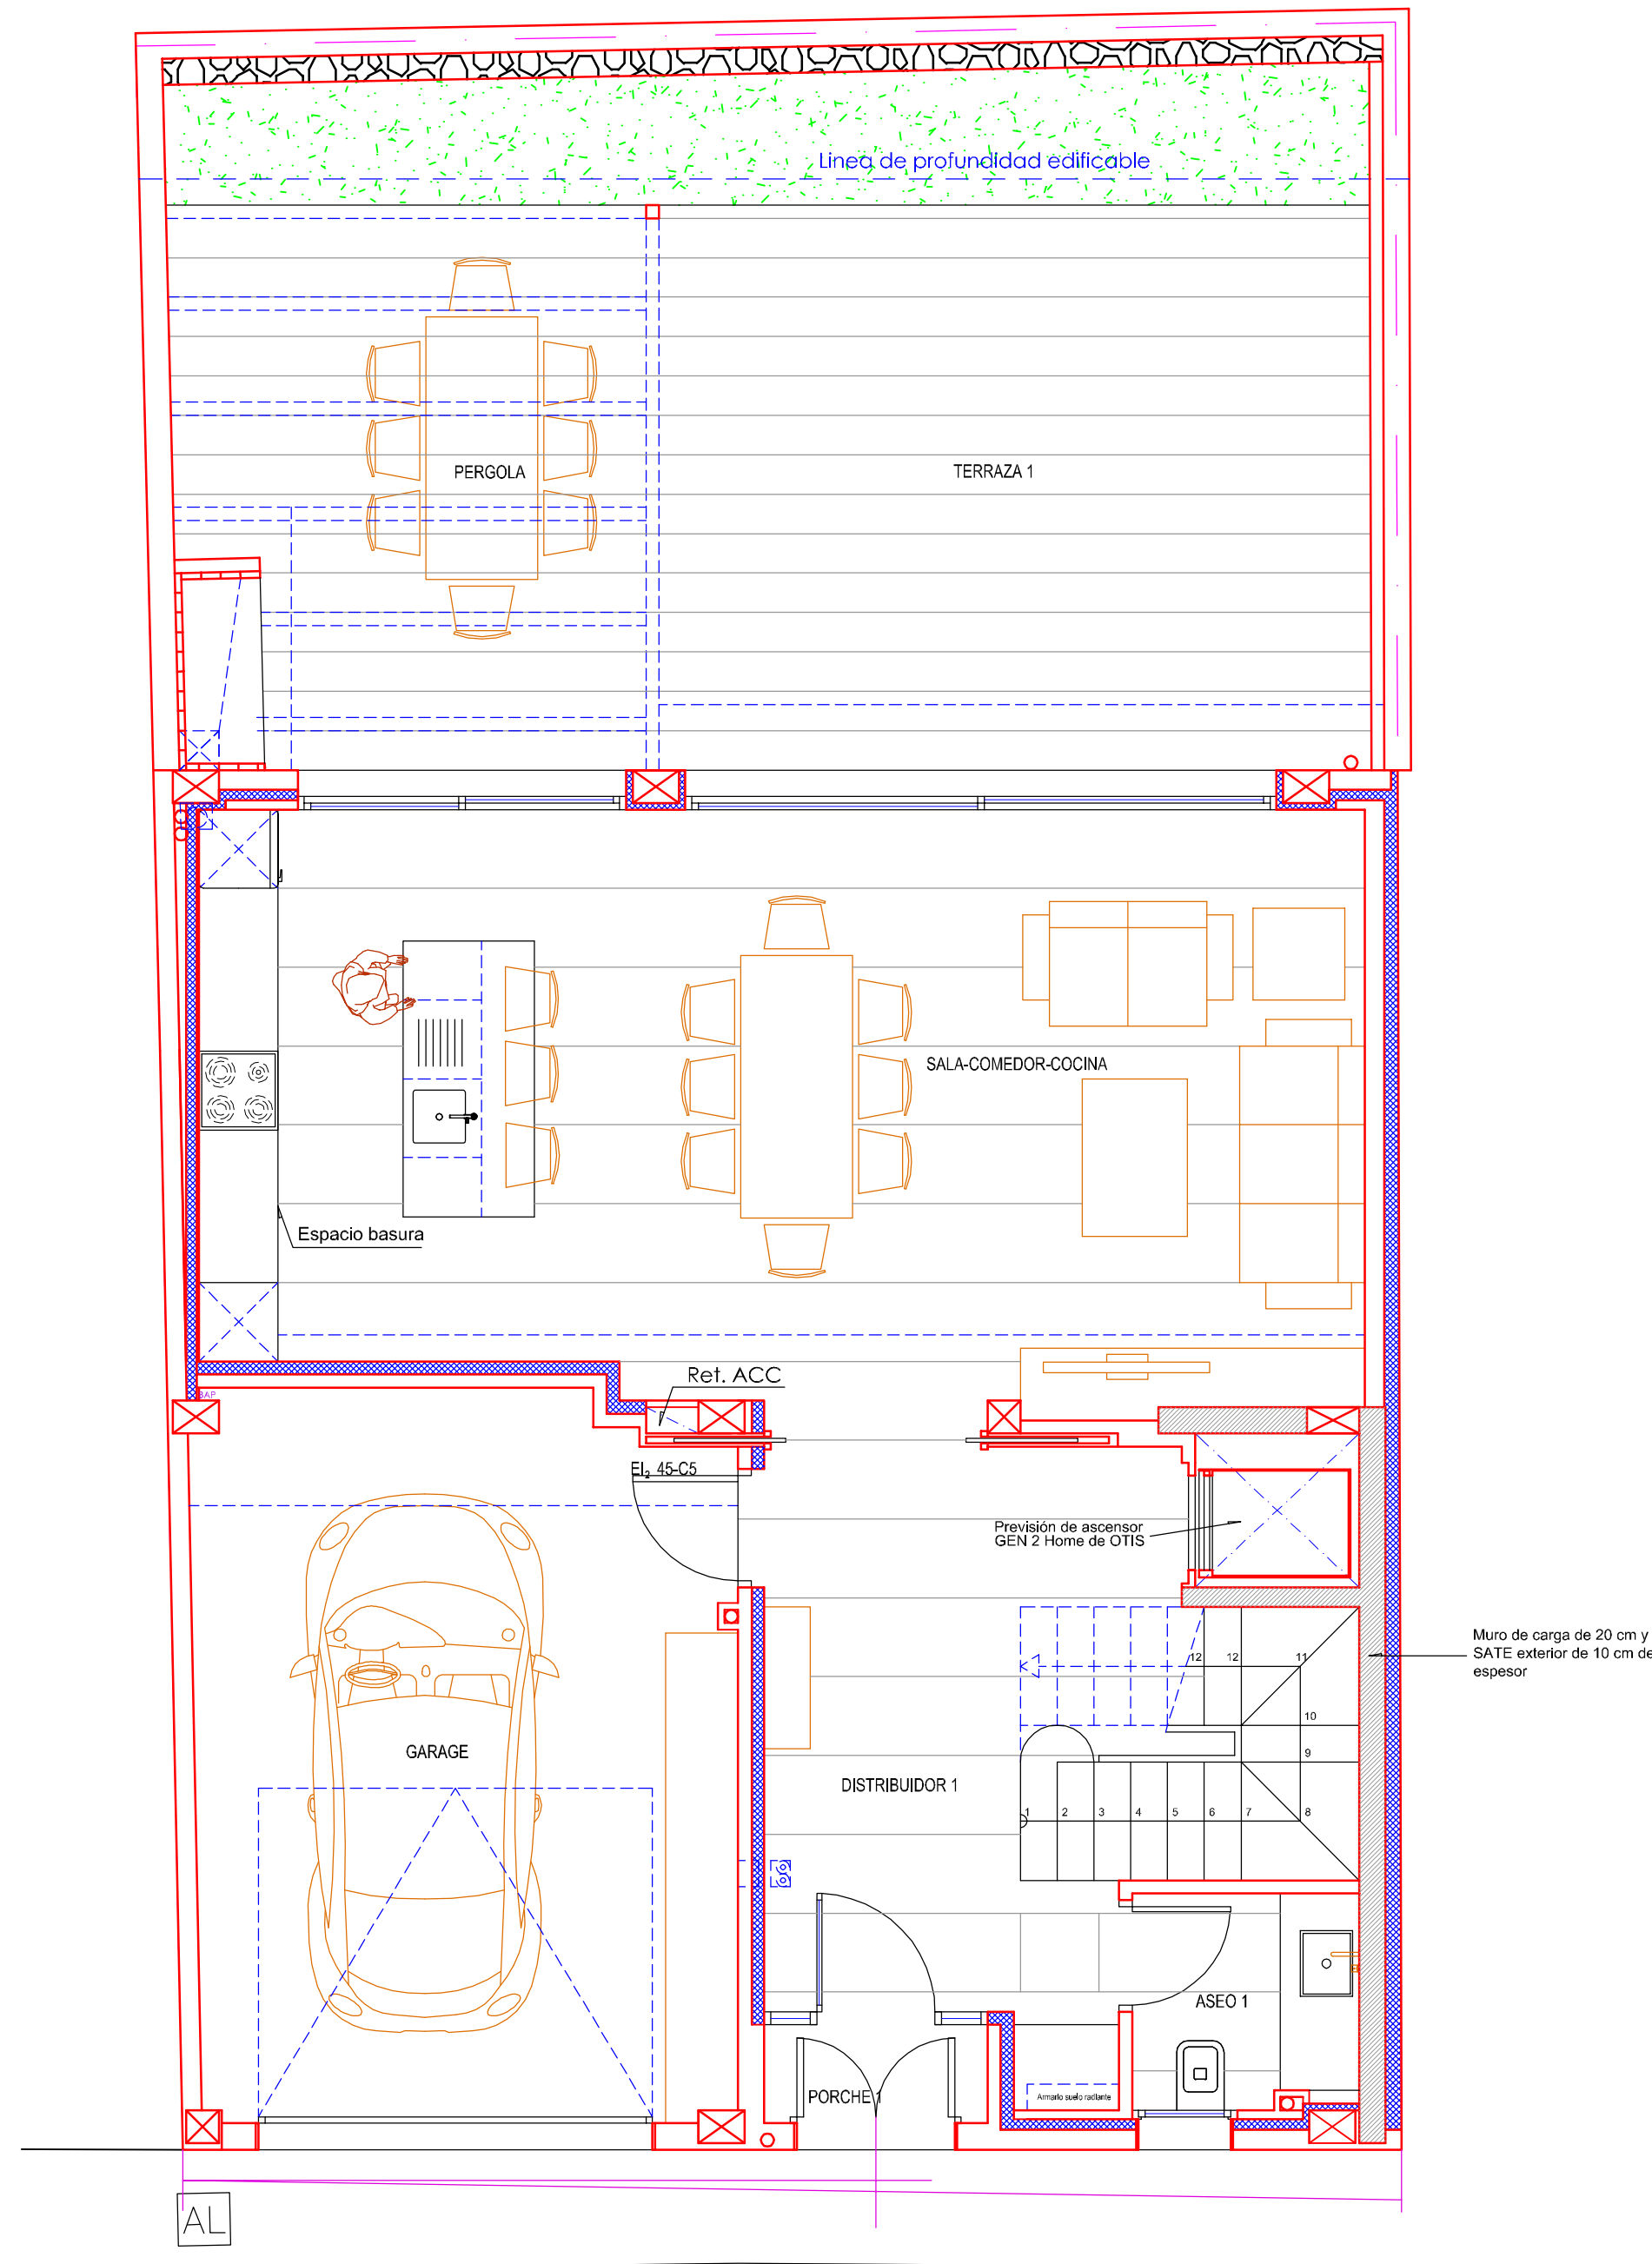 Linea de profundidad edificable
PERGOLA
TERRAZA 1
SALA-COMEDOR-COCINA
Espacio basura
Ret. ACC
BAP
EI₂ 45-C5
Previsión de ascensor
GEN 2 Home de OTIS
Muro de carga de 20 cm y
SATE exterior de 10 cm de
espesor
12 12 11
10
9
GARAGE
DISTRIBUIDOR 1
1 2 3 4 5 6 7 8
ASEO 1
PORCHE 1
Armario suelo radiante
AL